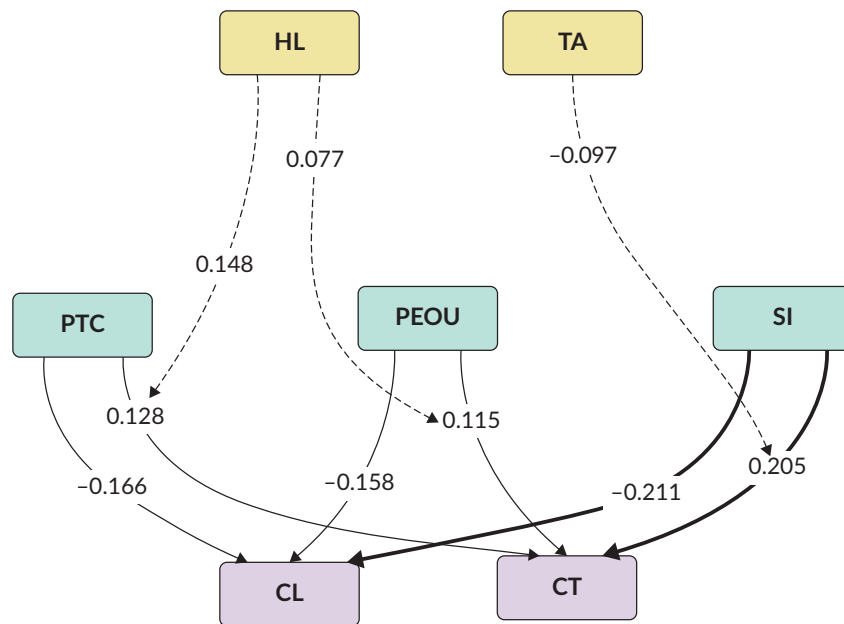 HL
TA
0.077
–0.097
0.148
PTC
PEOU
SI
0.128
0.115
–0.166
–0.158
–0.211
0.205
CL
CT